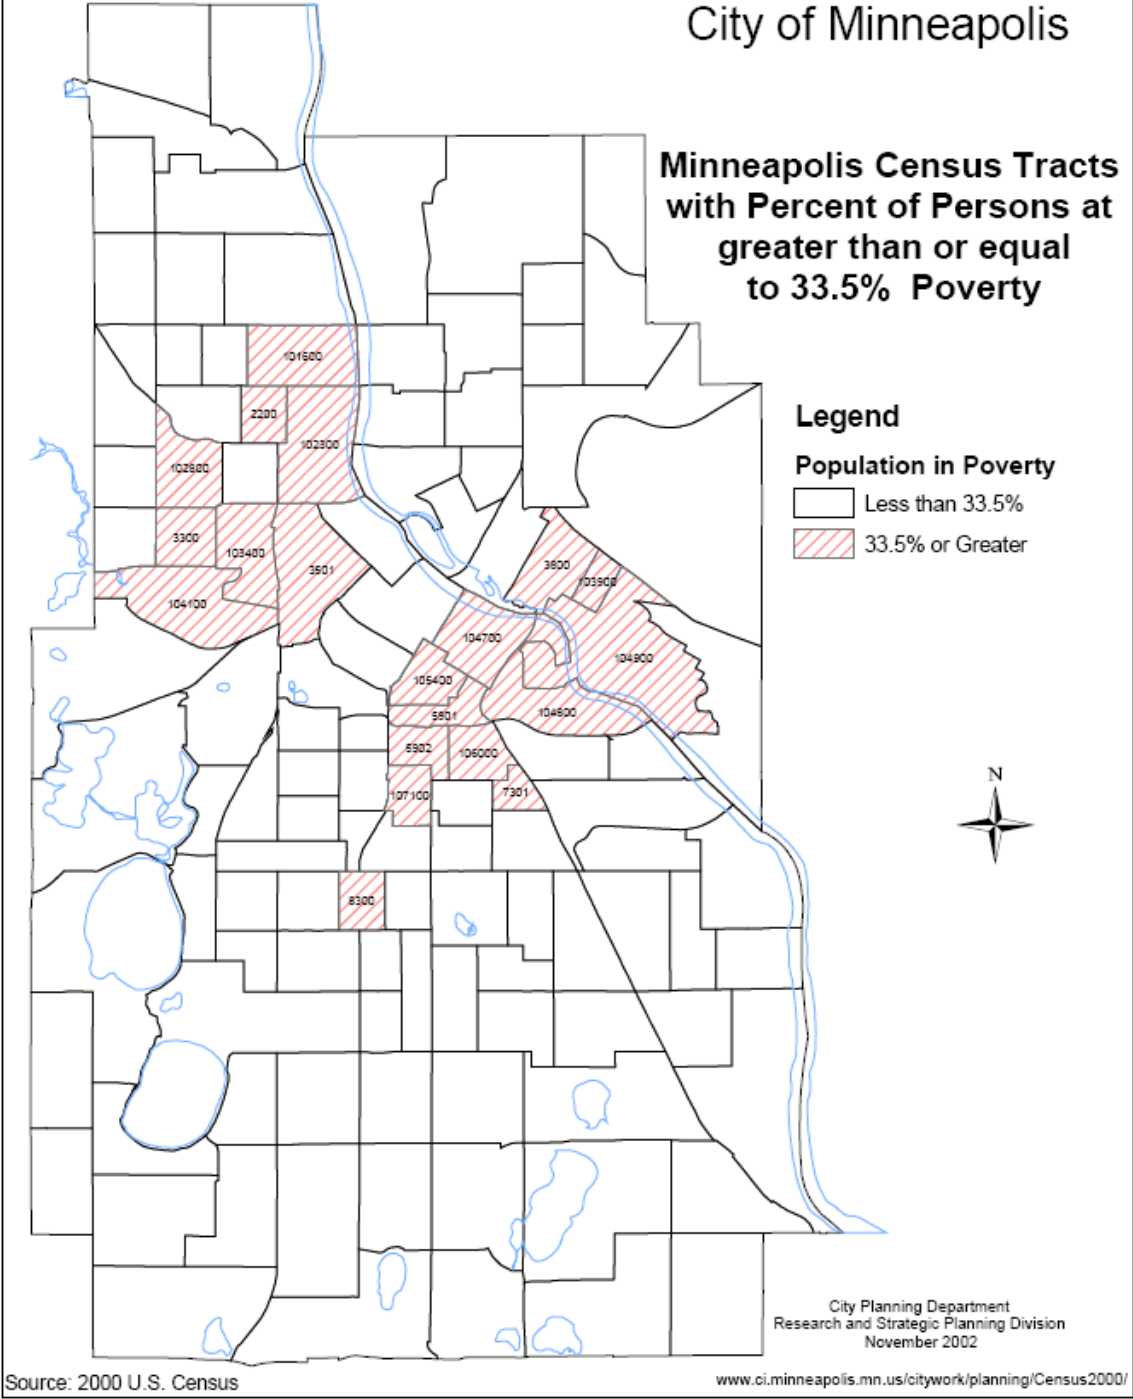 City of Minneapolis
Minneapolis Census Tracts
with Percent of Persons at
greater than or equal
to 33.5% Poverty
101600
2200
102300
102800
3300
103400
3501
104100
3800
103900
104700
104900
105400
104800
5901
5902
106000
107100
7301
8300
Legend
Population in Poverty
Less than 33.5%
33.5% or Greater
N
City Planning Department
Research and Strategic Planning Division
November 2002
Source: 2000 U.S. Census
www.ci.minneapolis.mn.us/citywork/planning/Census2000/